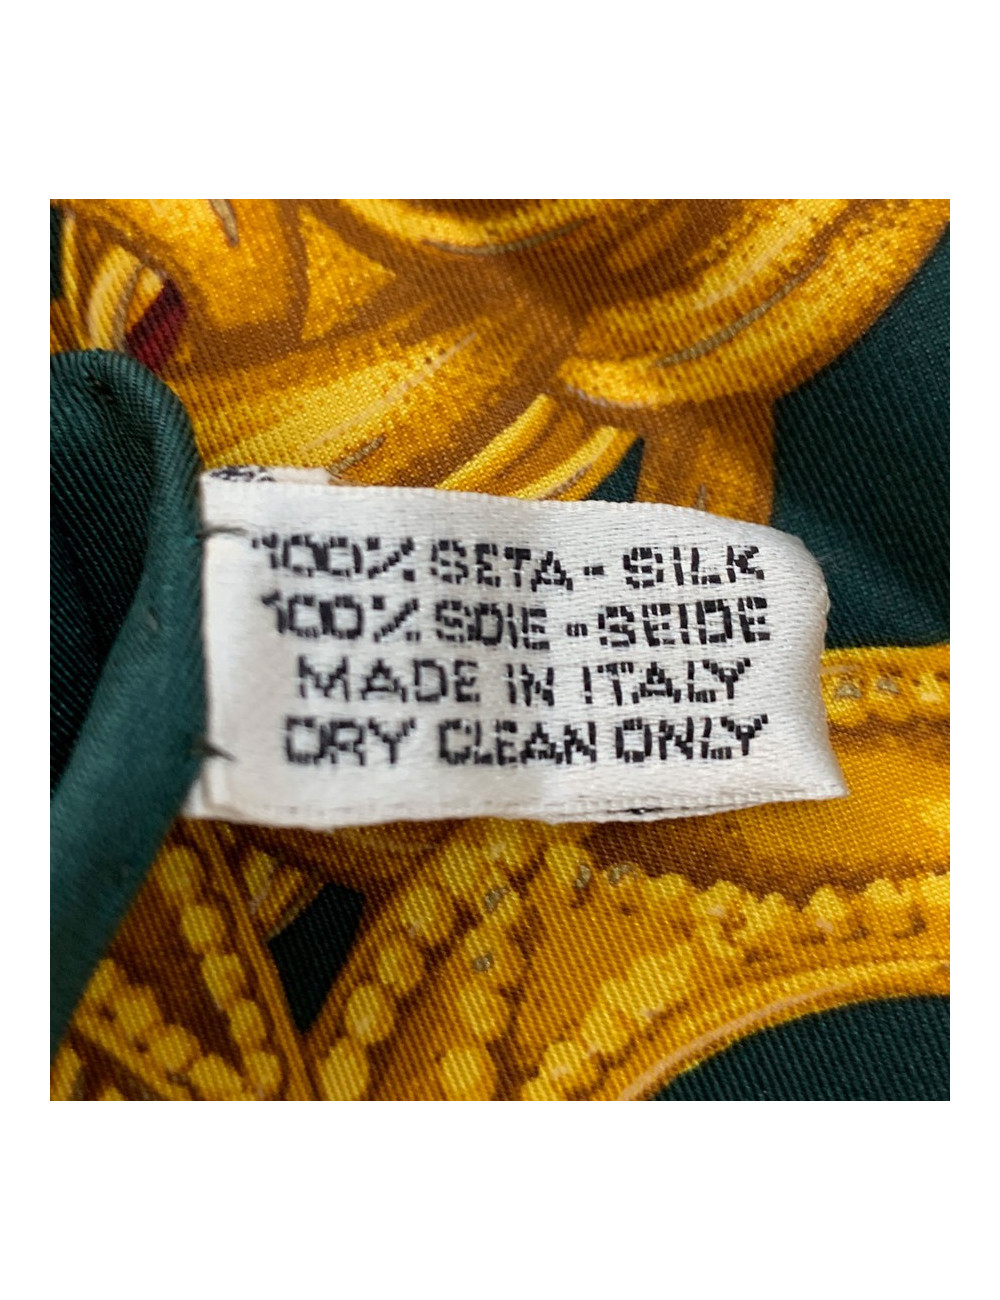 100% SETA - SILK
100% SOIE - SEIDE
MADE IN ITALY
DRY CLEAN ONLY